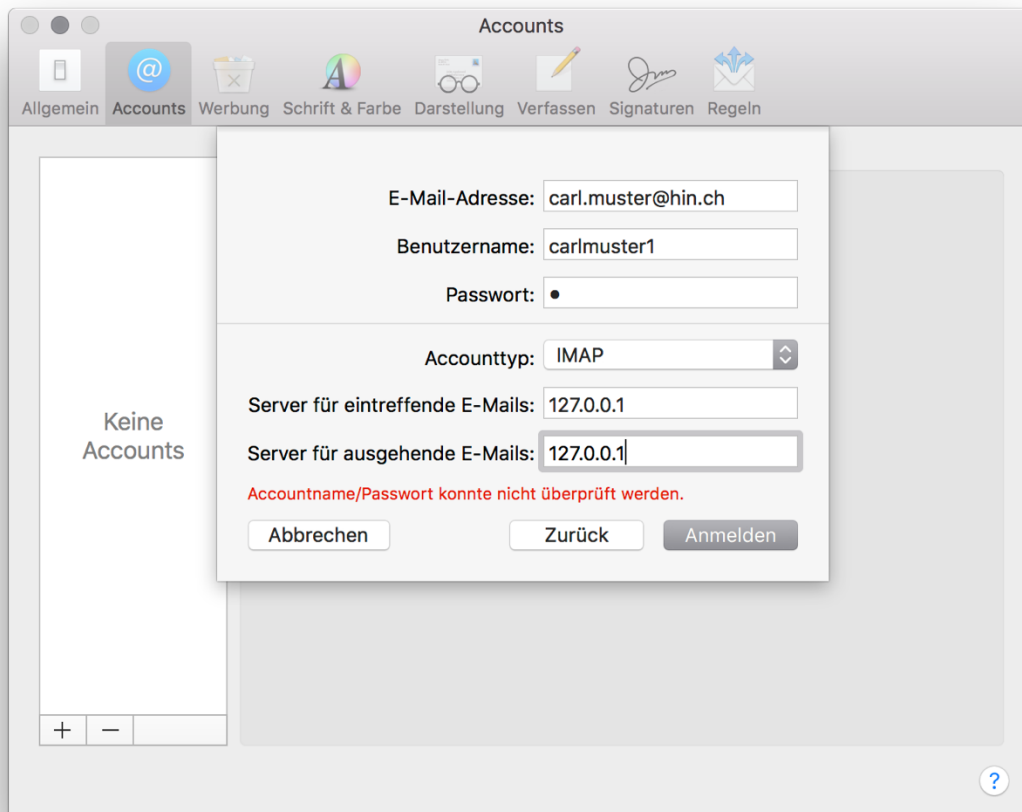 Accounts
Allgemein Accounts Werbung Schrift & Farbe Darstellung Verfassen Signaturen Regeln
E-Mail-Adresse: carl.muster@hin.ch
Benutzername: carlmuster1
Passwort: •
Accounttyp: IMAP
Server für eintreffende E-Mails: 127.0.0.1
Server für ausgehende E-Mails: 127.0.0.1
Accountname/Passwort konnte nicht überprüft werden.
Abbrechen Zurück Anmelden
Keine
Accounts
+ −
?